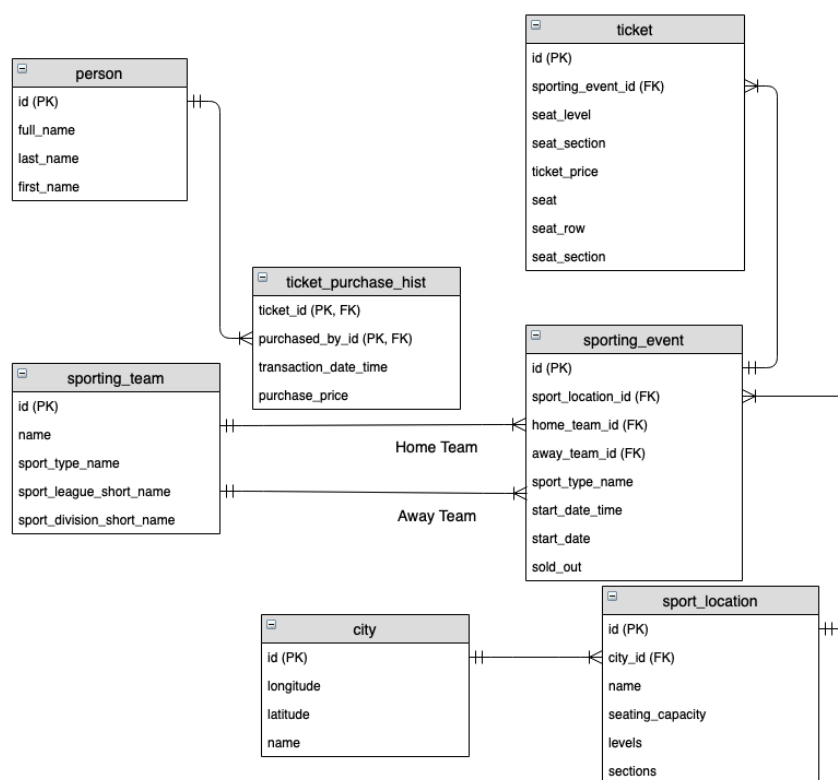 person
id (PK)
full_name
last_name
first_name
ticket
id (PK)
sporting_event_id (FK)
seat_level
seat_section
ticket_price
seat
seat_row
seat_section
ticket_purchase_hist
ticket_id (PK, FK)
purchased_by_id (PK, FK)
transaction_date_time
purchase_price
sporting_team
id (PK)
name
sport_type_name
sport_league_short_name
sport_division_short_name
Home Team
Away Team
sporting_event
id (PK)
sport_location_id (FK)
home_team_id (FK)
away_team_id (FK)
sport_type_name
start_date_time
start_date
sold_out
city
id (PK)
longitude
latitude
name
sport_location
id (PK)
city_id (FK)
name
seating_capacity
levels
sections